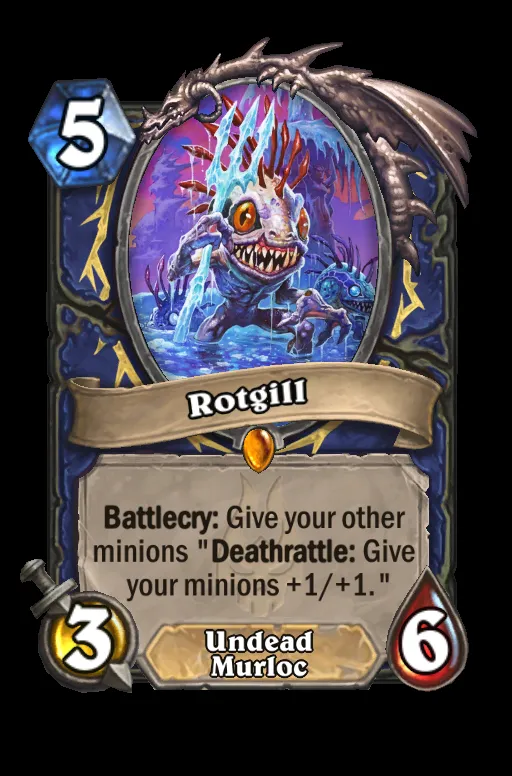 5
Rotgill
Battlecry: Give your other
minions "Deathrattle: Give
your minions +1/+1."
3
Undead
Murloc
6